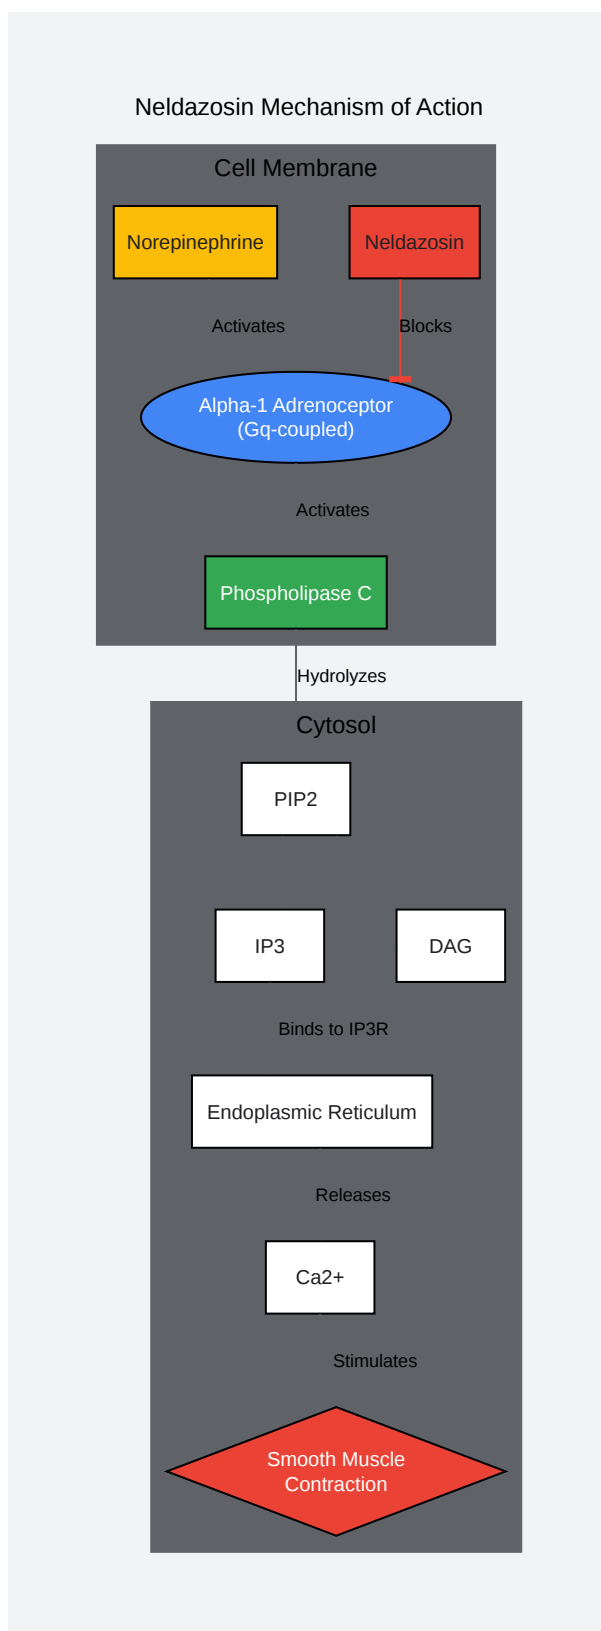 Neldazosin Mechanism of Action
Cell Membrane
Norepinephrine
Neldazosin
Activates
Blocks
Alpha-1 Adrenoceptor
(Gq-coupled)
Activates
Phospholipase C
Hydrolyzes
Cytosol
PIP2
IP3
DAG
Binds to IP3R
Endoplasmic Reticulum
Releases
Ca2+
Stimulates
Smooth Muscle
Contraction